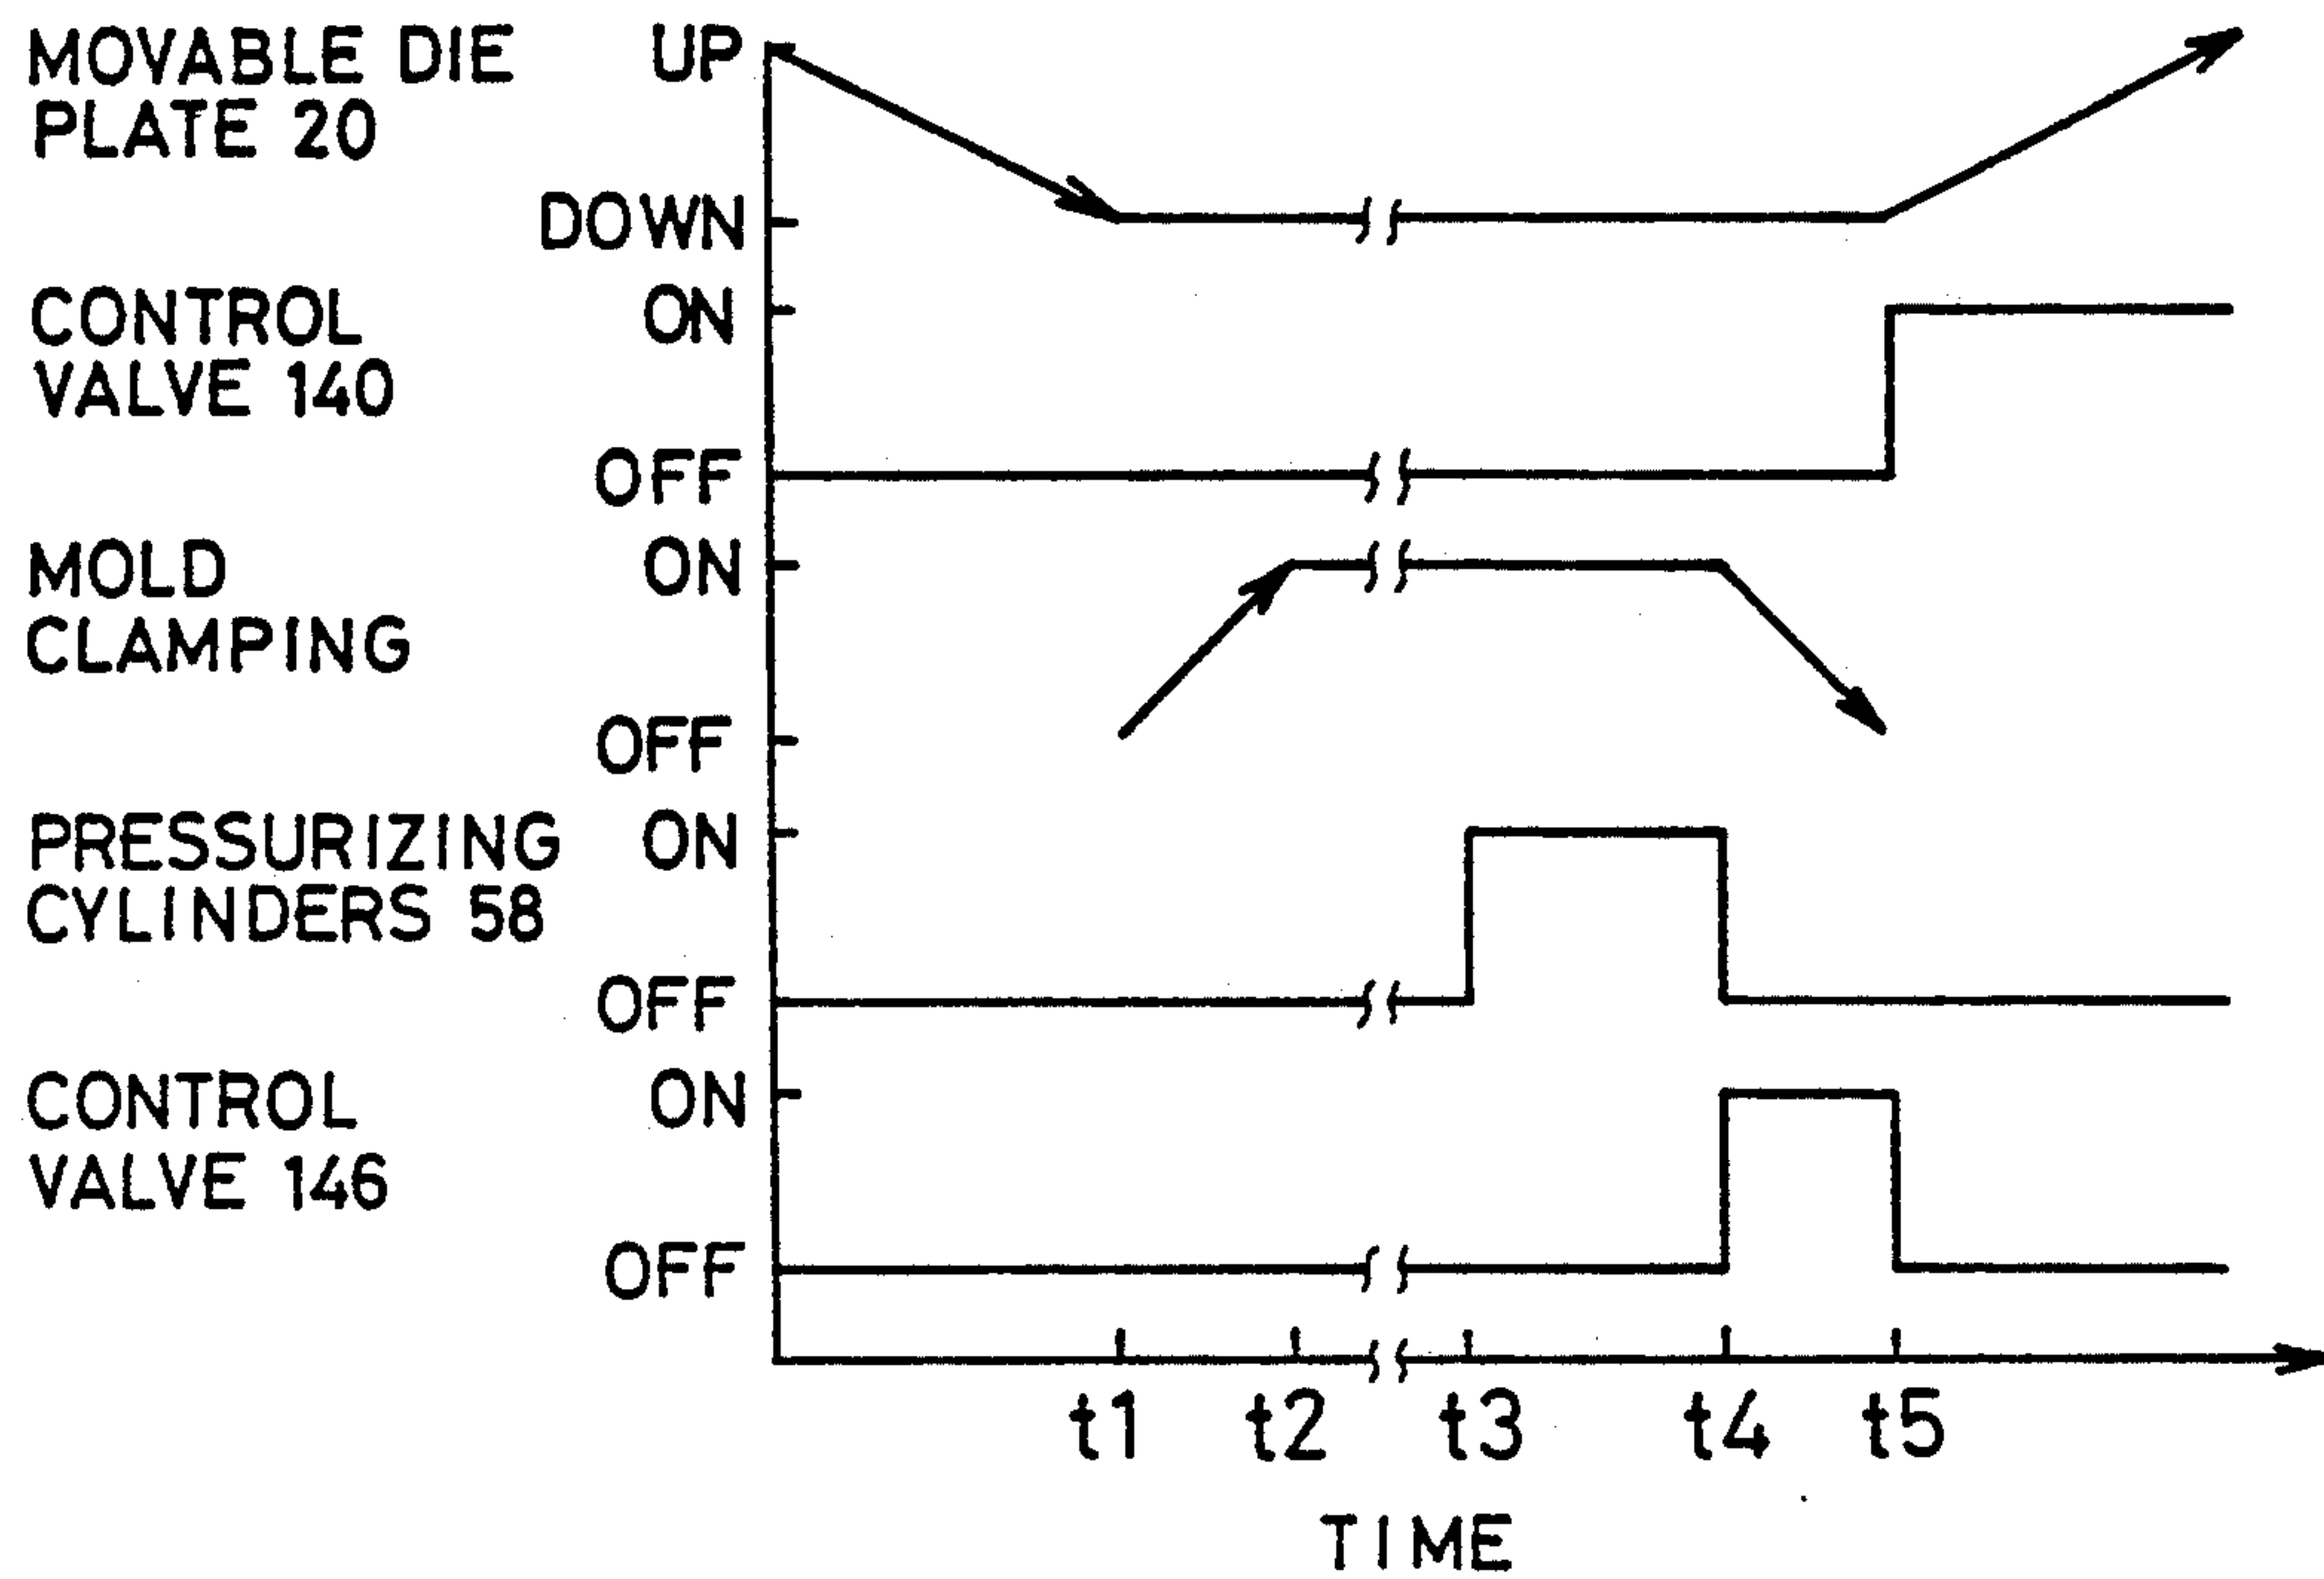 MOVABLE DIE UP
PLATE 20
DOWN
CONTROL ON
VALVE 140
OFF
MOLD ON
CLAMPING
OFF
PRESSURIZING ON
CYLINDERS 58
OFF
CONTROL ON
VALVE 146
OFF
t1 t2 t3 t4 t5
TIME